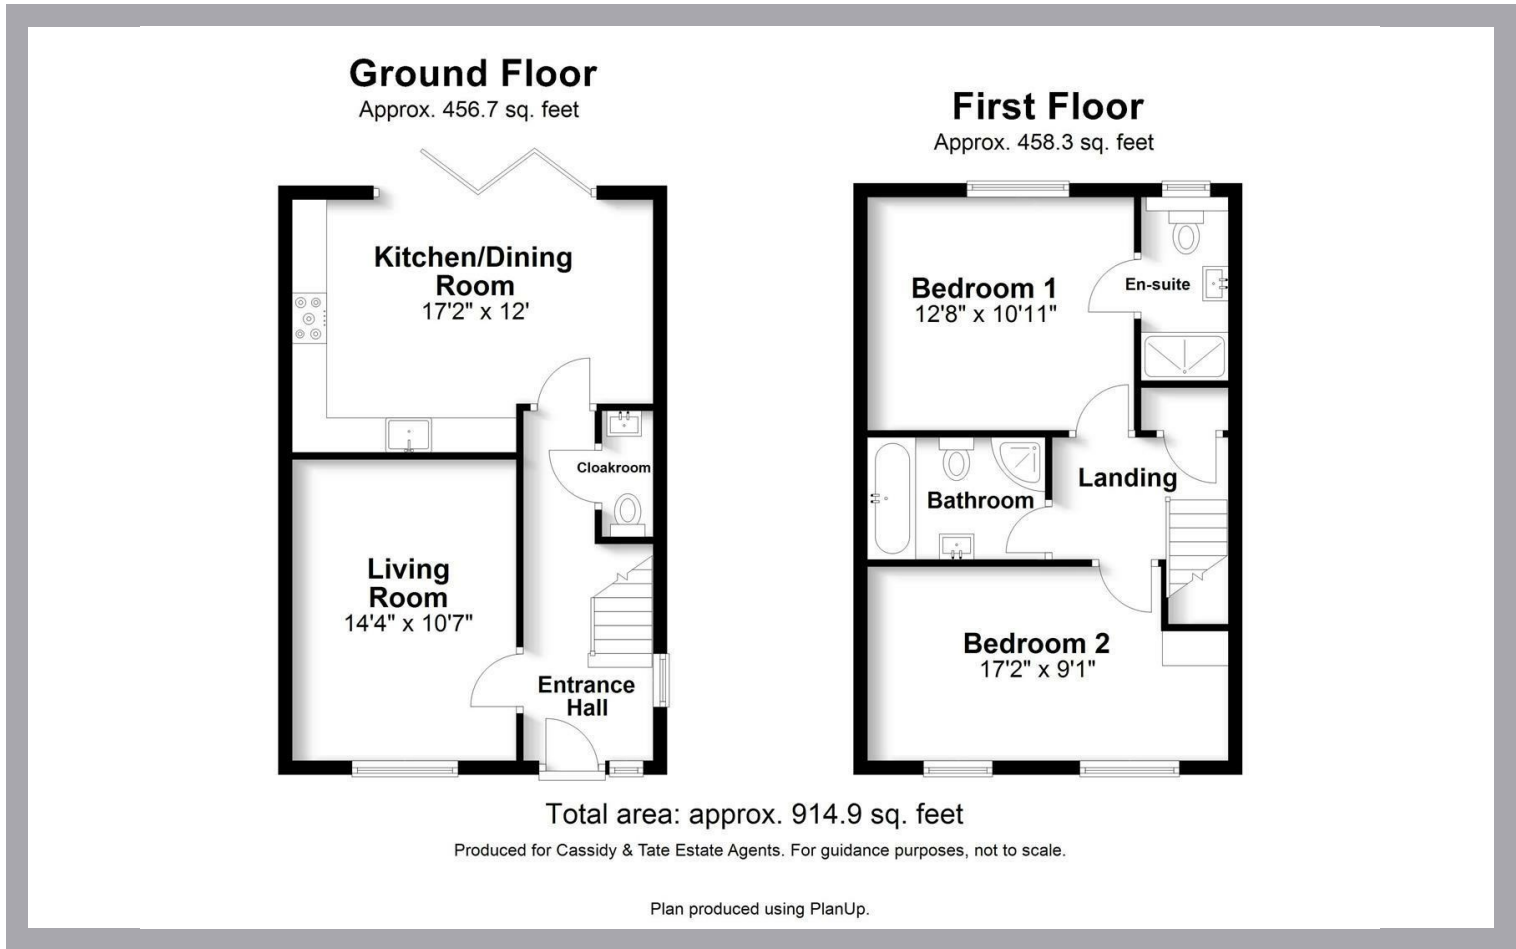 Ground Floor
Approx. 456.7 sq. feet
Kitchen/Dining
Room
17'2" x 12'
Cloakroom
Living
Room
14'4" x 10'7"
Entrance
Hall
First Floor
Approx. 458.3 sq. feet
Bedroom 1
12'8" x 10'11"
En-suite
Landing
Bathroom
Bedroom 2
17'2" x 9'1"
Total area: approx. 914.9 sq. feet
Produced for Cassidy & Tate Estate Agents. For guidance purposes, not to scale.
Plan produced using PlanUp.